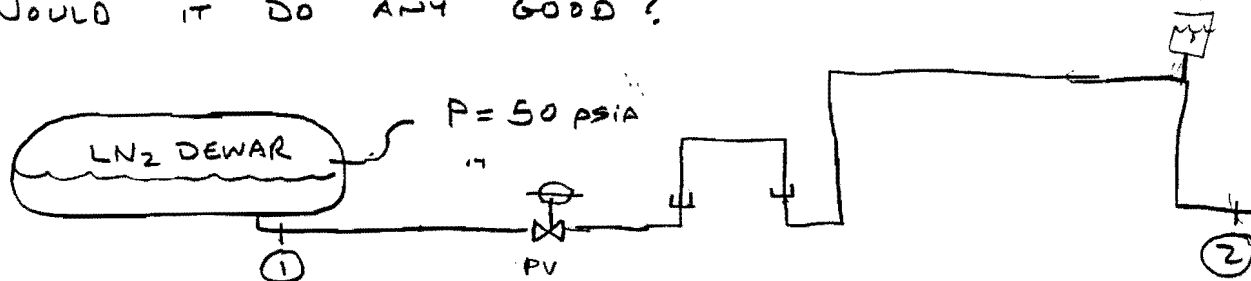 WOULD IT DO ANY GOOD?
P = 50 psiA
LN2 DEWAR
PV
1
2